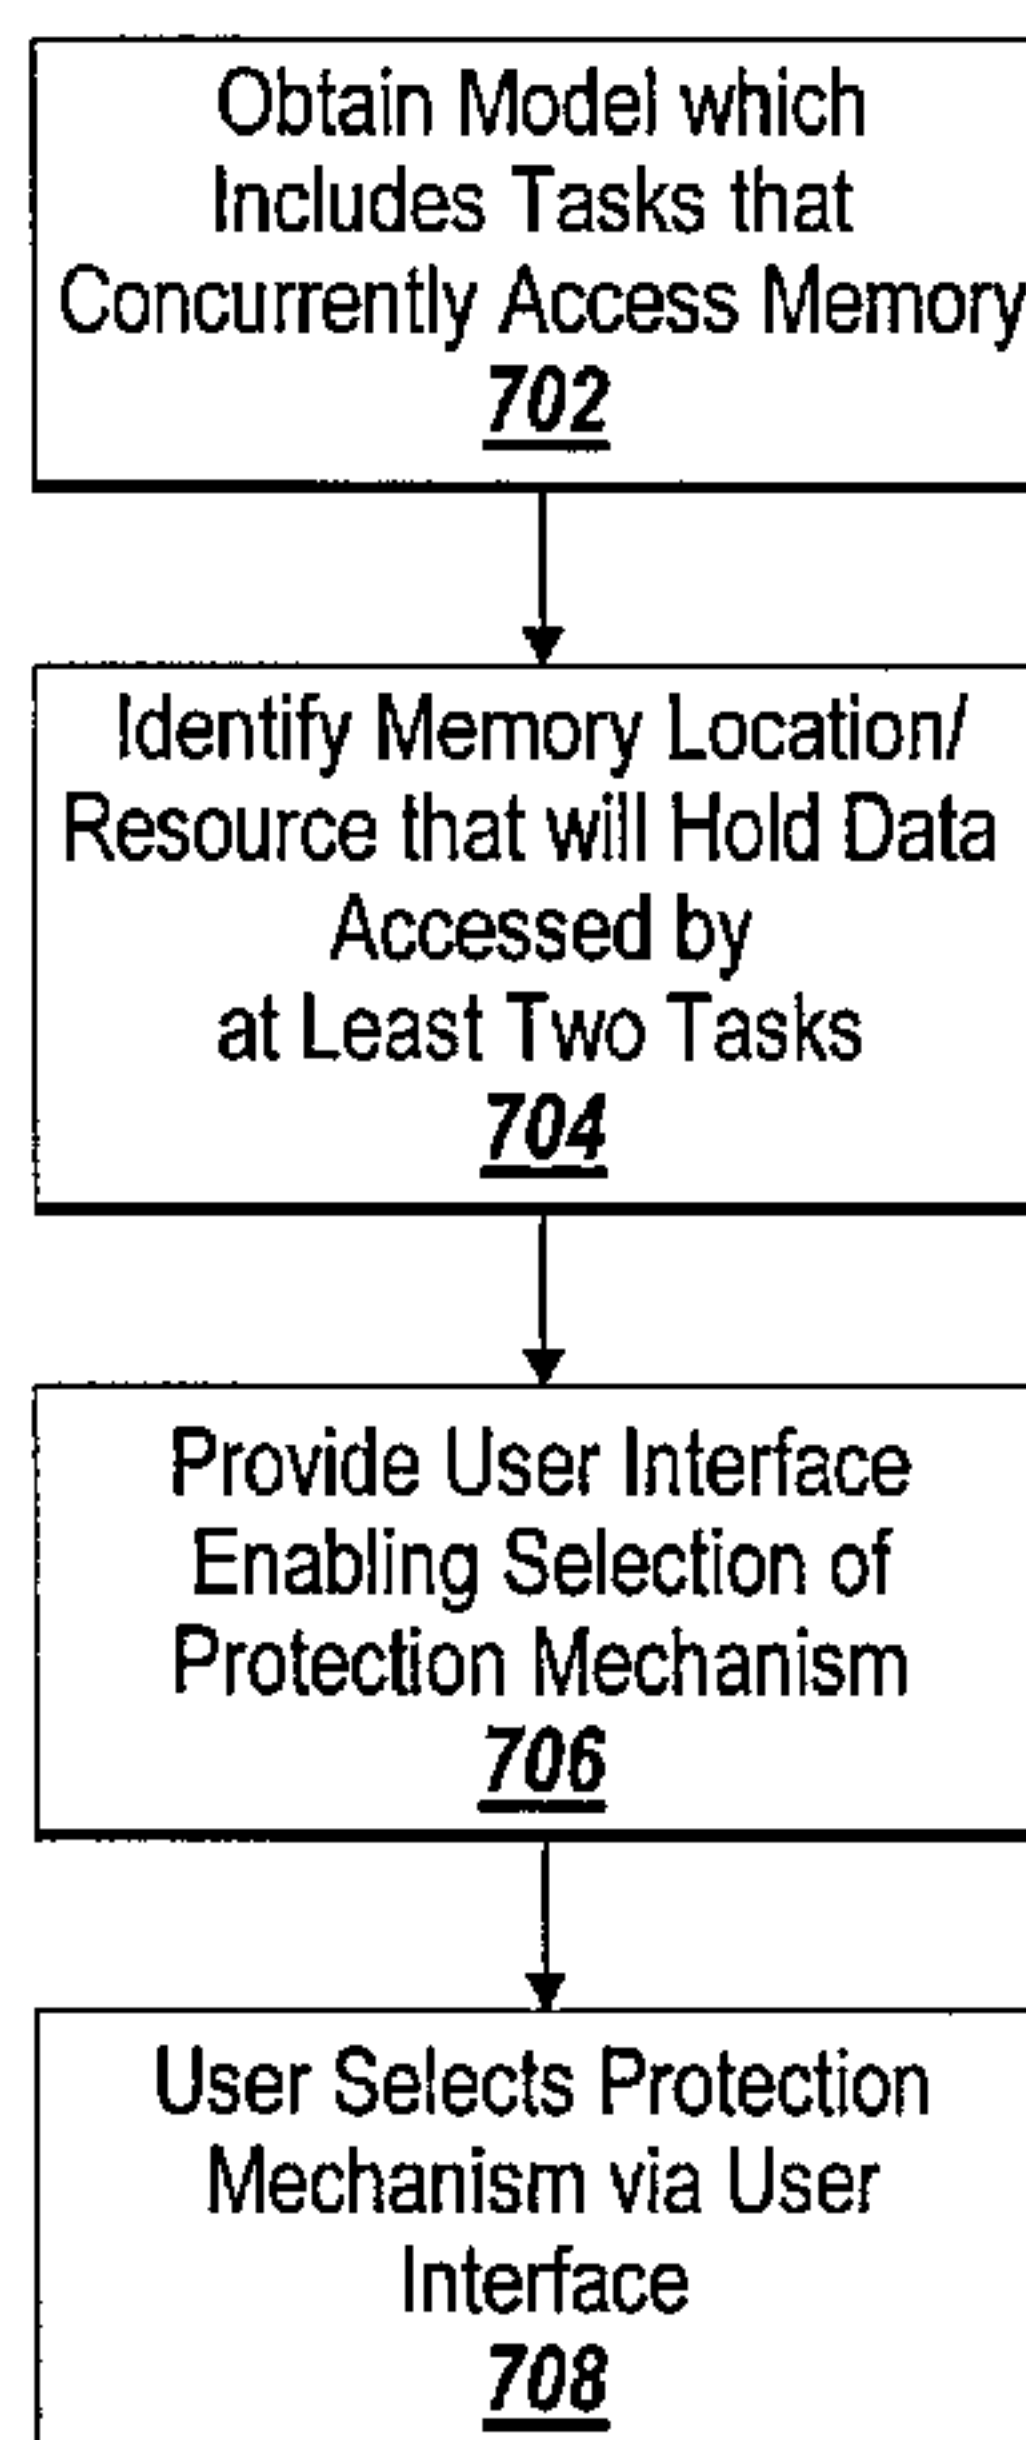 Obtain Model which
Includes Tasks that
Concurrently Access Memory
702
Identify Memory Location/
Resource that will Hold Data
Accessed by
at Least Two Tasks
704
Provide User Interface
Enabling Selection of
Protection Mechanism
706
User Selects Protection
Mechanism via User
Interface
708